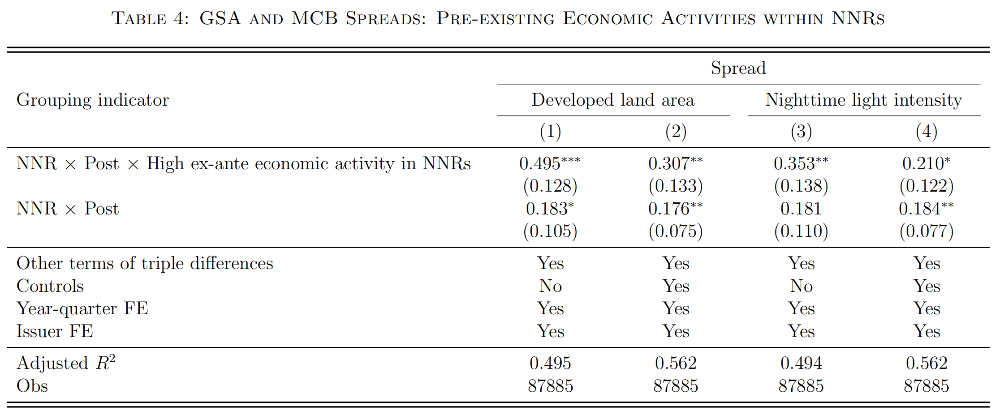 TABLE 4: GSA AND MCB SPREADS: PRE-EXISTING ECONOMIC ACTIVITIES WITHIN NNRS
Spread
Grouping indicator Developed land area Nighttime light intensity
(1) (2) (3) (4)
NNR × Post × High ex-ante economic activity in NNRs 0.495*** 0.307** 0.353** 0.210*
(0.128) (0.133) (0.138) (0.122)
NNR × Post 0.183* 0.176** 0.181 0.184**
(0.105) (0.075) (0.110) (0.077)
Other terms of triple differences Yes Yes Yes Yes
Controls No Yes No Yes
Year-quarter FE Yes Yes Yes Yes
Issuer FE Yes Yes Yes Yes
Adjusted R² 0.495 0.562 0.494 0.562
Obs 87885 87885 87885 87885